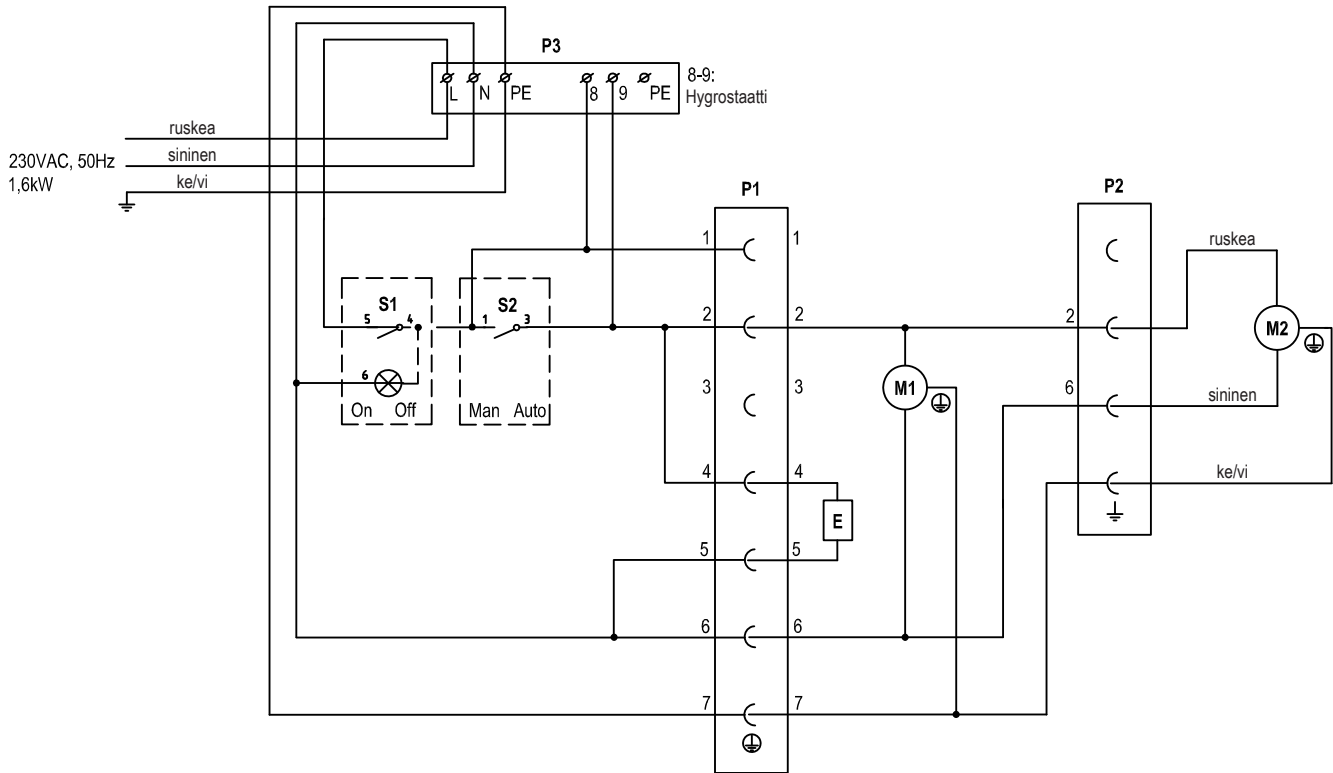 P3
L N PE 8 9 PE
8-9:
Hygrostaatti
ruskea
230VAC, 50Hz
1,6kW
sininen
ke/vi
P1
P2
1 1
ruskea
S1
S2
5 4
1 3
2 2
2
M1
M2
6
On Off
Man Auto
3 3
6
sininen
4 4
ke/vi
E
5 5
6 6
7 7